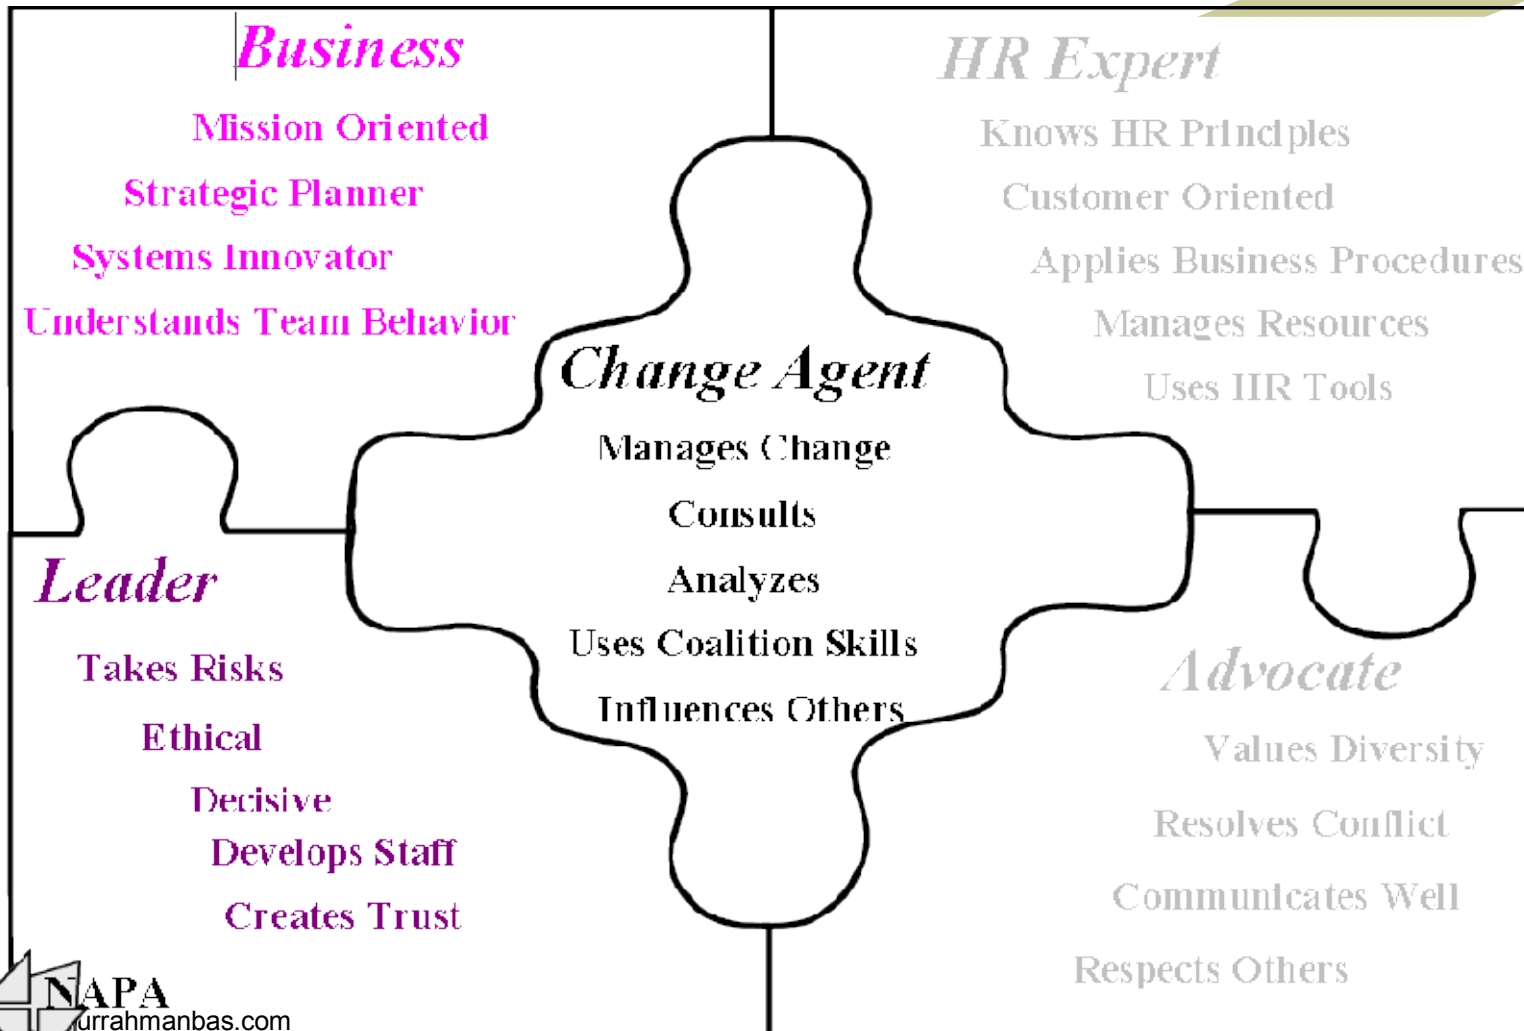 Business
Mission Oriented
Strategic Planner
Systems Innovator
Understands Team Behavior
HR Expert
Knows HR Principles
Customer Oriented
Applies Business Procedures
Manages Resources
Uses HR Tools
Change Agent
Manages Change
Consults
Analyzes
Uses Coalition Skills
Influences Others
Leader
Takes Risks
Ethical
Decisive
Develops Staff
Creates Trust
Advocate
Values Diversity
Resolves Conflict
Communicates Well
Respects Others
NAPA
urrahmanbas.com